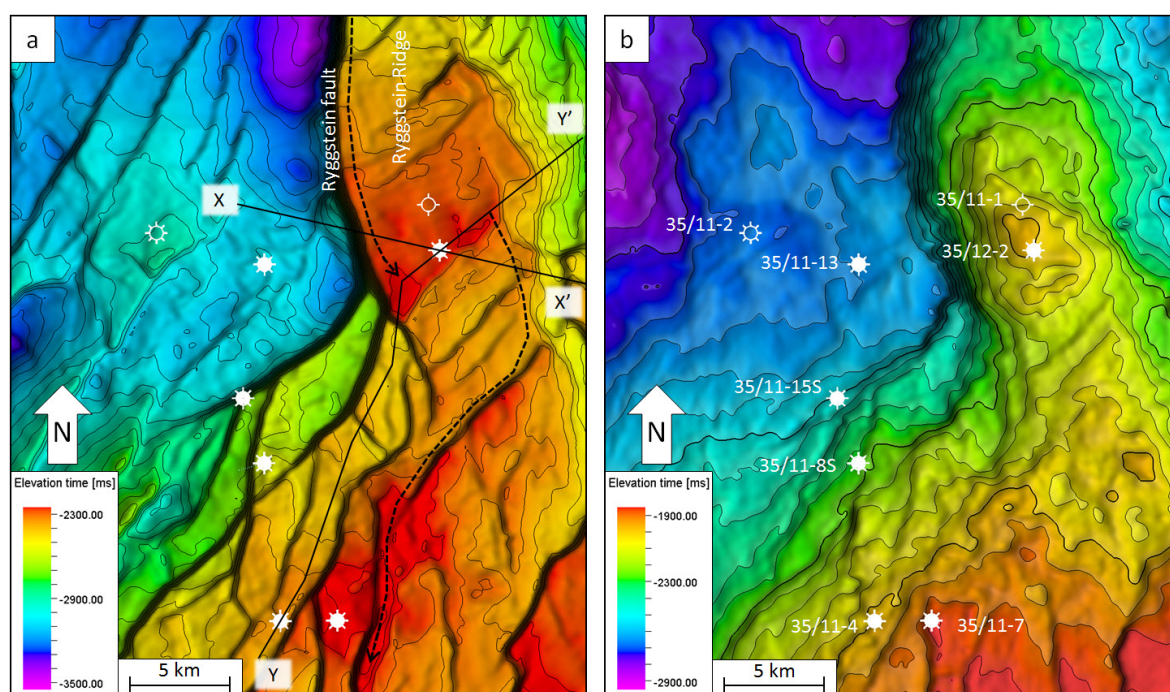 a
Ryggstein fault
Ryggstein Ridge
Y'
X
X'
N
Elevation time [ms]
-2300.00
-2900.00
-3500.00
5 km
Y
b
35/11-1
35/11-2
35/12-2
35/11-13
35/11-15S
N
35/11-8S
Elevation time [ms]
-1900.00
-2300.00
-2900.00
35/11-4
35/11-7
5 km